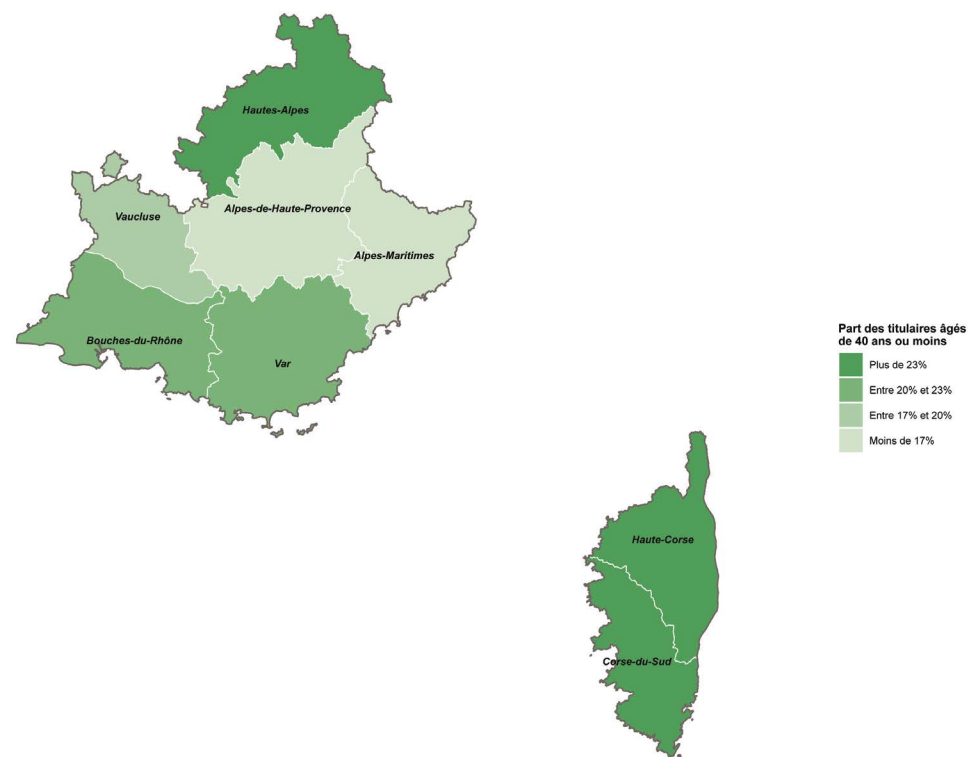 Hautes-Alpes
Vaucluse
Alpes-de-Haute-Provence
Alpes-Maritimes
Bouches-du-Rhône
Var
Part des titulaires âgés
de 40 ans ou moins
Plus de 23%
Entre 20% et 23%
Entre 17% et 20%
Moins de 17%
Haute-Corse
Corse-du-Sud